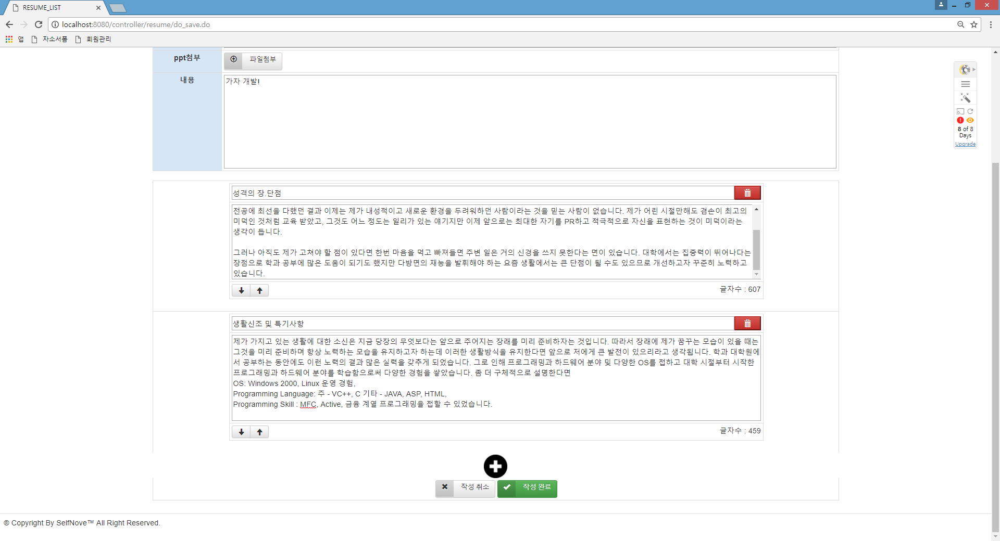 RESUME_LIST
localhost:8080/controller/resume/do_save.do
앱 자소서폼 회원관리
ppt첨부 파일첨부
내용 가자 개발!
8 of 8
Days
Upgrade
성격의 장.단점
전공에 최선을 다했던 결과 이제는 제가 내성적이고 새로운 환경을 두려워하던 사람이라는 것을 믿는 사람이 없습니다. 제가 어린 시절만해도 겸손이 최고의
미덕인 것처럼 교육 받았고, 그것도 어느 정도는 일리가 있는 얘기지만 이제 앞으로는 최대한 자기를 PR하고 적극적으로 자신을 표현하는 것이 미덕이라는
생각이 듭니다.
그러나 아직도 제가 고쳐야 할 점이 있다면 한번 마음을 먹고 빠져들면 주변 일은 거의 신경을 쓰지 못한다는 면이 있습니다. 대학에서는 집중력이 뛰어나다는
장점으로 학과 공부에 많은 도움이 되기도 했지만 다방면의 재능을 발휘해야 하는 요즘 생활에서는 큰 단점이 될 수도 있으므로 개선하고자 꾸준히 노력하고
있습니다.
글자수 : 607
생활신조 및 특기사항
제가 가지고 있는 생활에 대한 소신은 지금 당장의 무엇보다는 앞으로 주어지는 장래를 미리 준비하자는 것입니다. 따라서 장래에 제가 꿈꾸는 모습이 있을 때는
그것을 미리 준비하며 항상 노력하는 모습을 유지하고자 하는데 이러한 생활방식을 유지한다면 앞으로 저에게 큰 발전이 있으리라고 생각됩니다. 학과 대학원에
서 공부하는 동안에도 이런 노력의 결과 많은 실력을 갖추게 되었습니다. 그로 인해 프로그래밍과 하드웨어 분야 및 다양한 OS를 접하고 대학 시절부터 시작한
프로그래밍과 하드웨어 분야를 학습함으로써 다양한 경험을 쌓았습니다. 좀 더 구체적으로 설명한다면
OS: Windows 2000, Linux 운영 경험,
Programming Language: 주 - VC++, C 기타 - JAVA, ASP, HTML,
Programming Skill : MFC, Active, 금융 계열 프로그래밍을 접할 수 있었습니다.
글자수 : 459
작성 취소 작성 완료
® Copyright By SelfNove™ All Right Reserved.